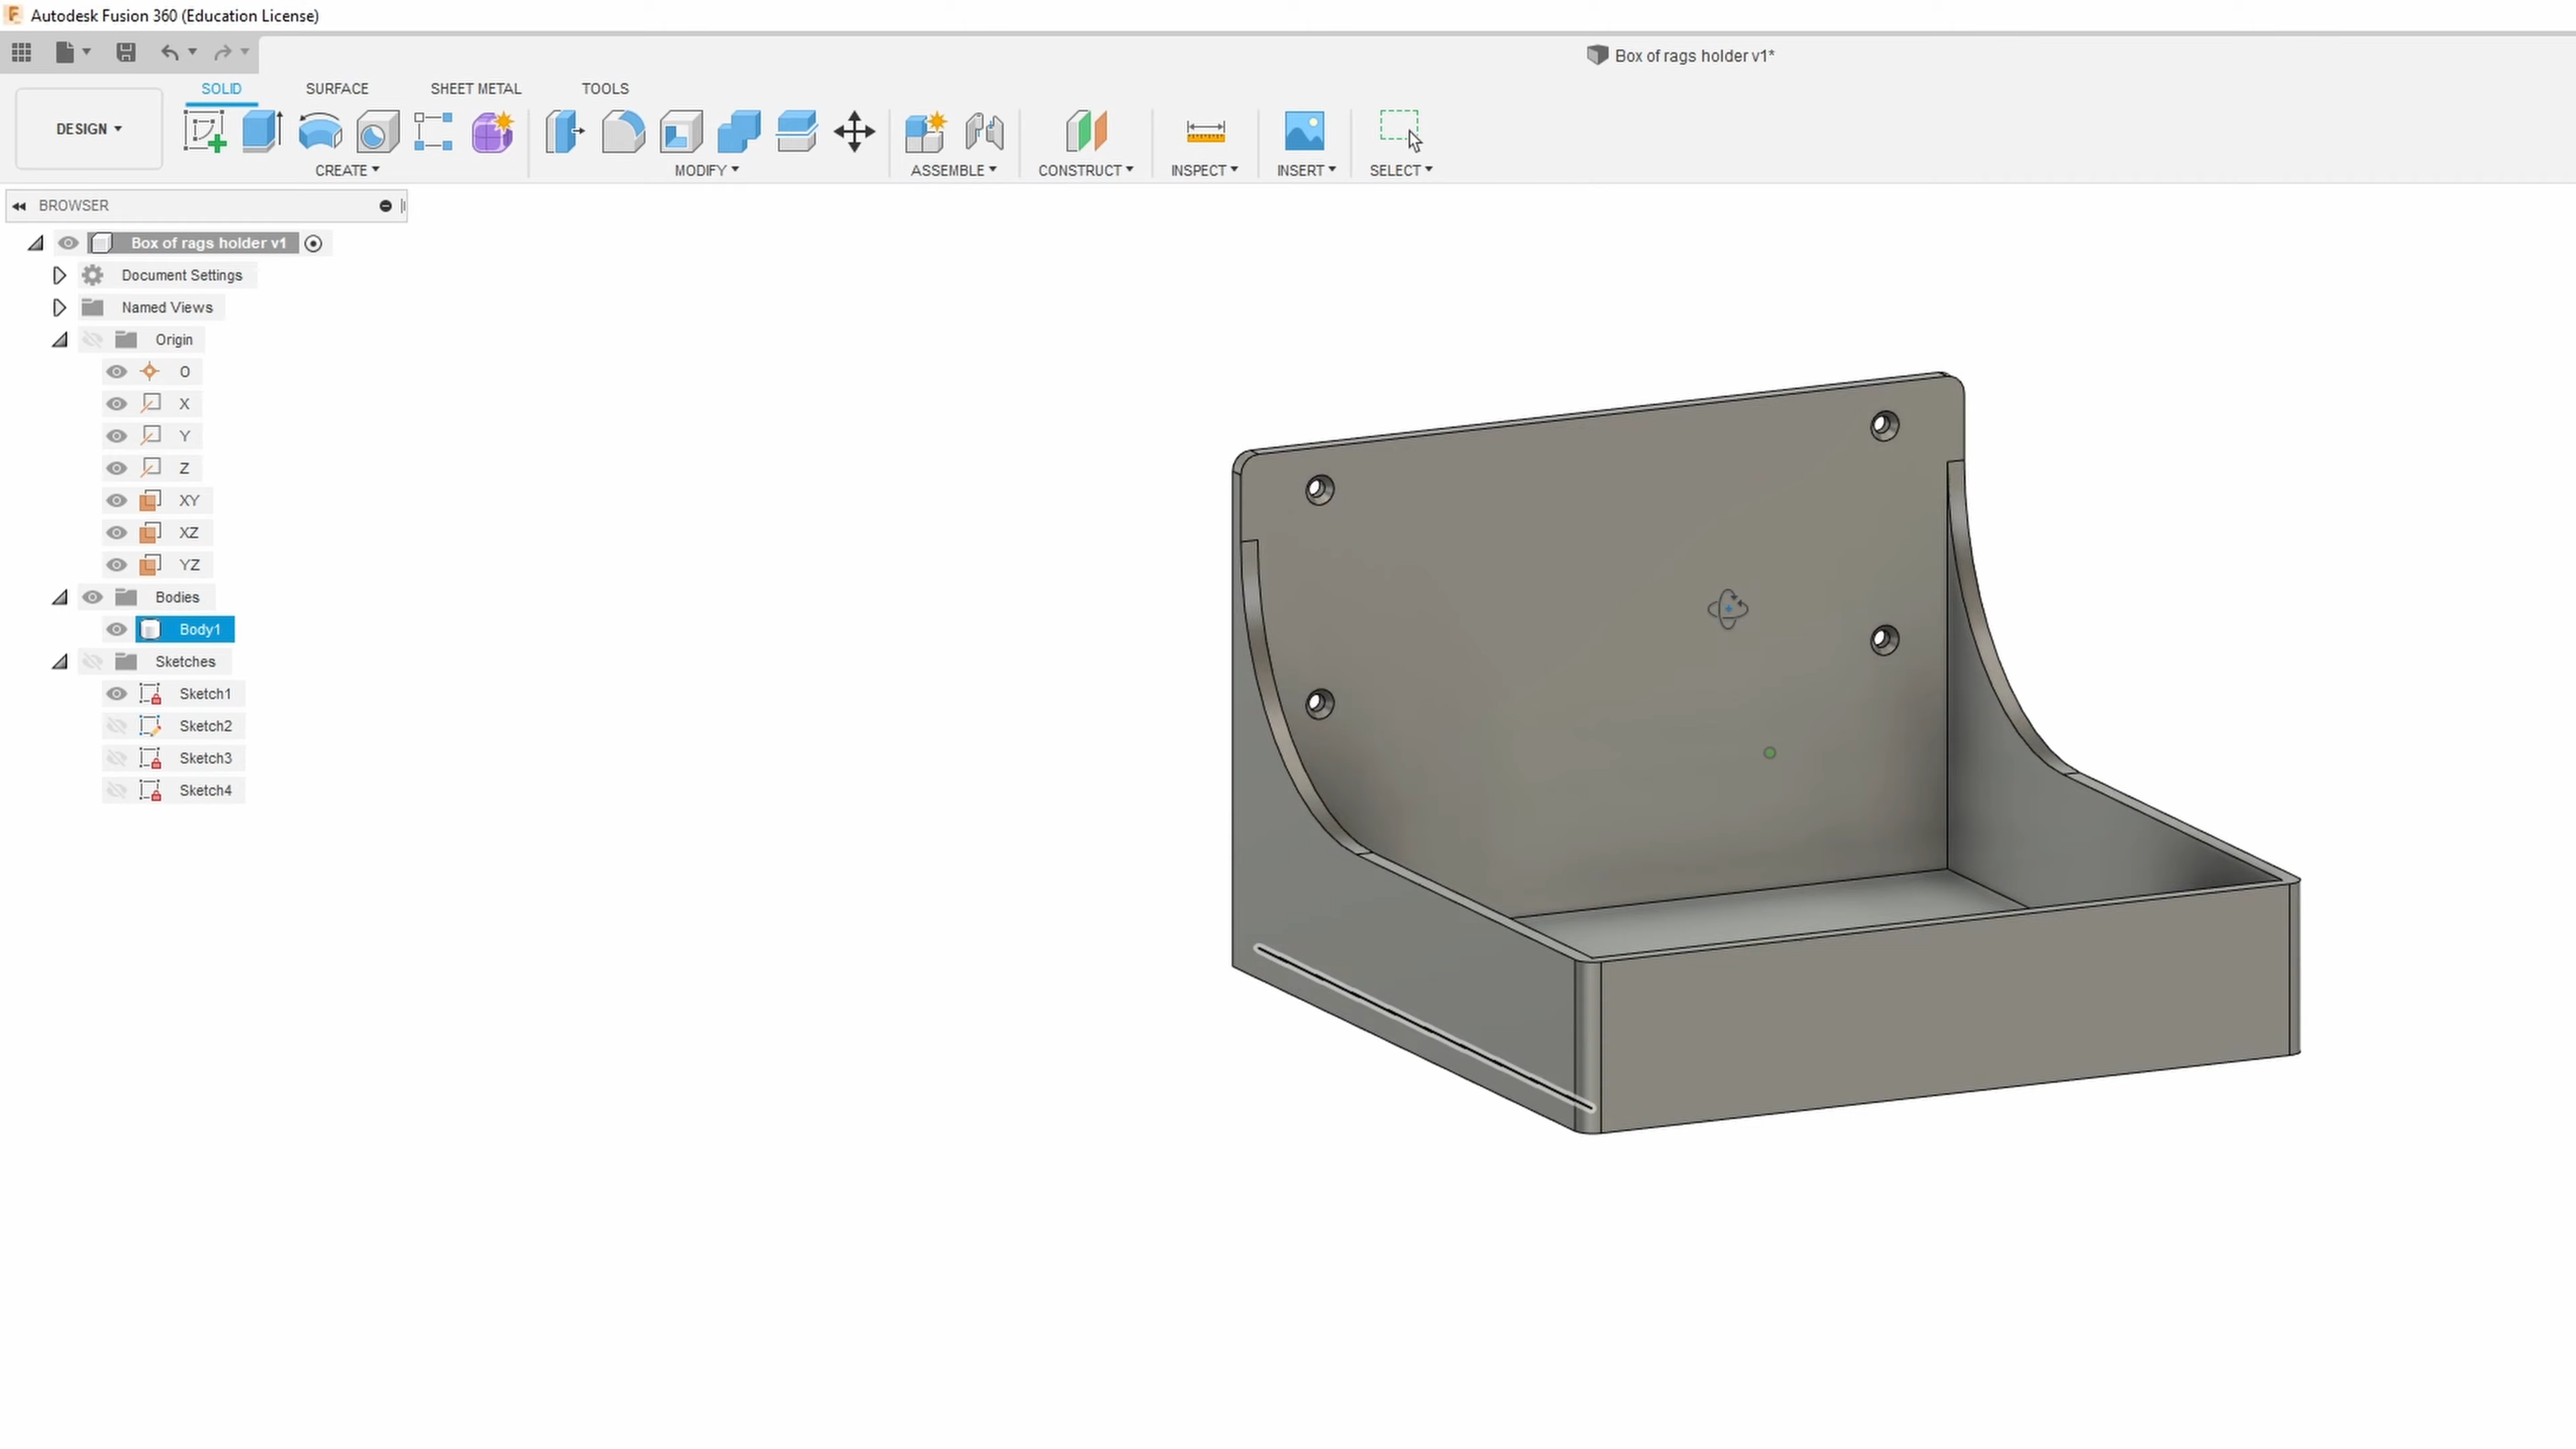 Autodesk Fusion 360 (Education License)
Box of rags holder v1*
SOLID SURFACE SHEET METAL TOOLS
DESIGN
CREATE MODIFY ASSEMBLE CONSTRUCT INSPECT INSERT SELECT
BROWSER
Box of rags holder v1
Document Settings
Named Views
Origin
O
X
Y
Z
XY
XZ
YZ
Bodies
Body1
Sketches
Sketch1
Sketch2
Sketch3
Sketch4